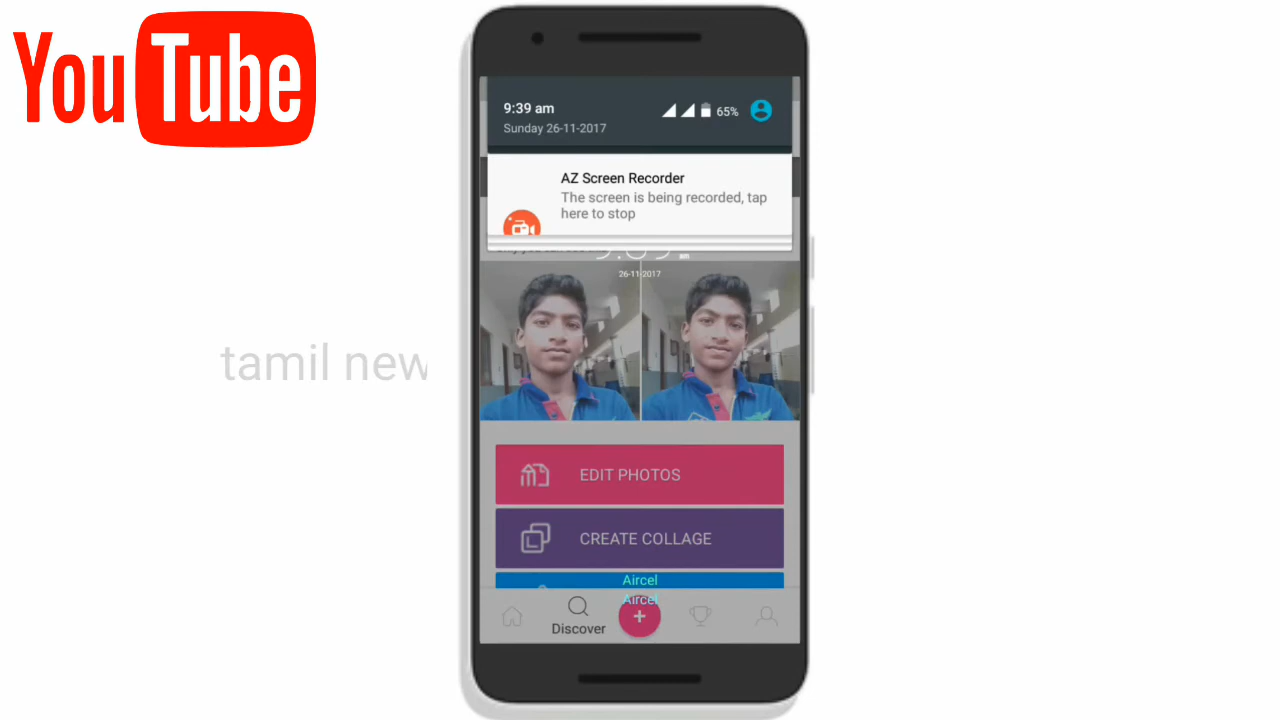 YouTube
9:39 am
65%
Sunday 26-11-2017
AZ Screen Recorder
The screen is being recorded, tap
here to stop
26-11-2017
tamil new
EDIT PHOTOS
CREATE COLLAGE
Aircel
Aircel
Discover